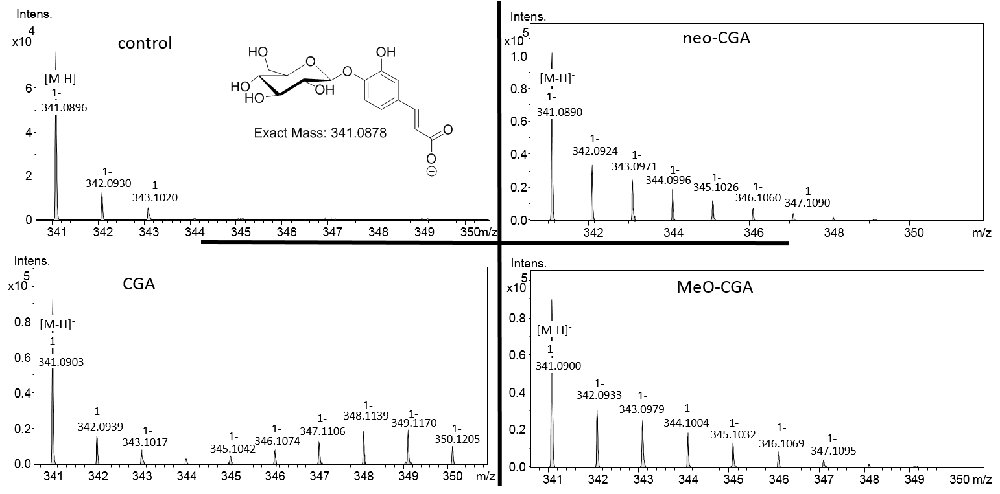 Intens.
4
x10
control
[M-H]-
1-
341.0896
6
4
2
0
1-
342.0930
1-
343.1020
HO
O
O
OH
HO
HO
OH
O
O
Exact Mass: 341.0878
341 342 343 344 345 346 347 348 349 350 m/z
Intens.
5
x10
neo-CGA
1.0
0.8
0.6
0.4
0.2
0.0
[M-H]-
1-
341.0890
1-
342.0924
1-
343.0971
1-
344.0996
1-
345.1026
1-
346.1060
1-
347.1090
342 344 346 348 350 m/z
Intens.
5
x10
CGA
0.8
0.6
0.4
0.2
0.0
[M-H]-
1-
341.0903
1-
342.0939
1-
343.1017
1-
345.1042
1-
346.1074
1-
347.1106
1-
348.1139
1-
349.1170
1-
350.1205
341 342 343 344 345 346 347 348 349 350 m/z
Intens.
5
x10
MeO-CGA
0.8
0.6
0.4
0.2
0.0
[M-H]-
1-
341.0900
1-
342.0933
1-
343.0979
1-
344.1004
1-
345.1032
1-
346.1069
1-
347.1095
341 342 343 344 345 346 347 348 349 350 m/z